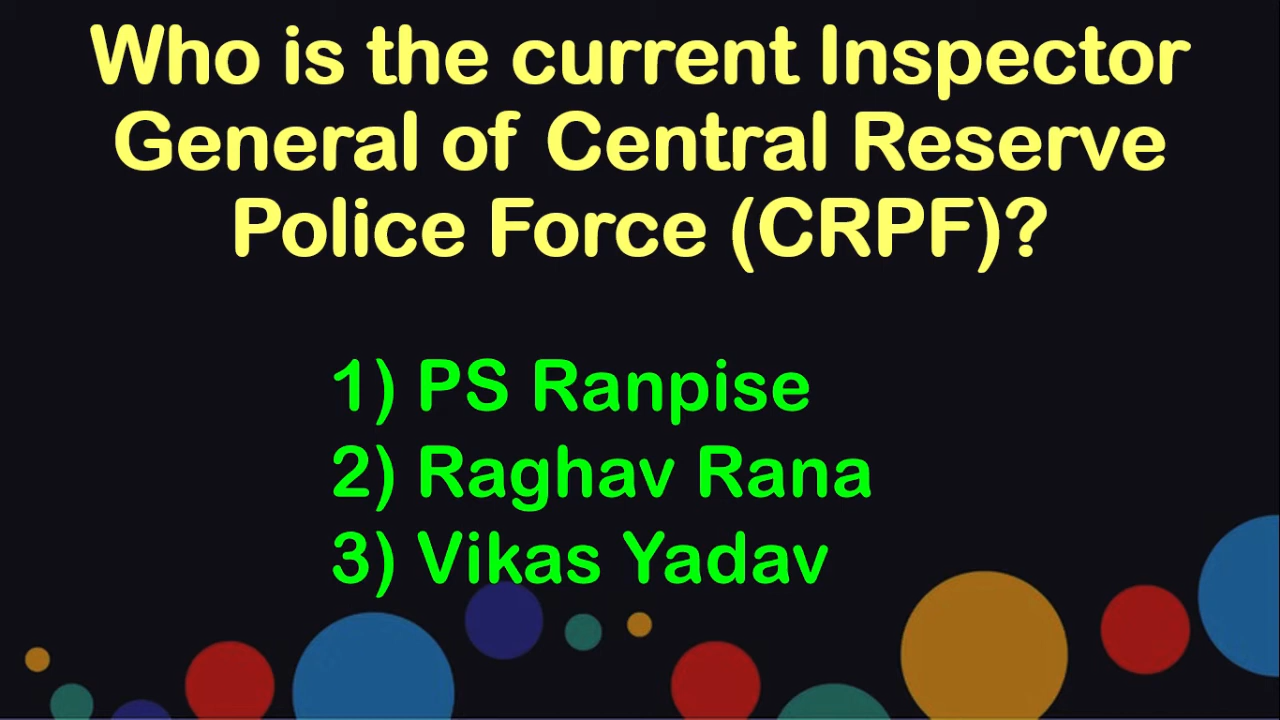 Who is the current Inspector
General of Central Reserve
Police Force (CRPF)?
1) PS Ranpise
2) Raghav Rana
3) Vikas Yadav